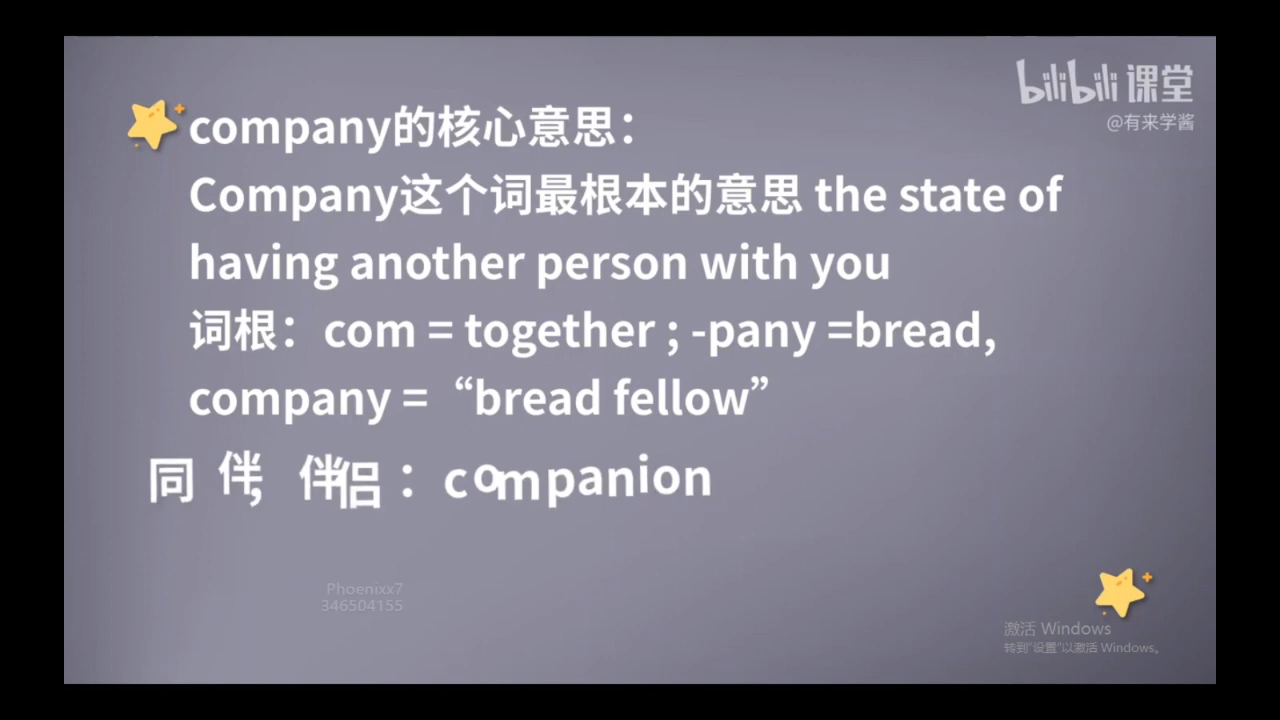 bilibili 课堂
@有来学酱
company的核心意思：
Company这个词最根本的意思 the state of
having another person with you
词根：com = together ; -pany =bread,
company =“bread fellow”
同伴，伴侣：companion
Phoenixx7
346504155
激活 Windows
转到“设置”以激活 Windows。